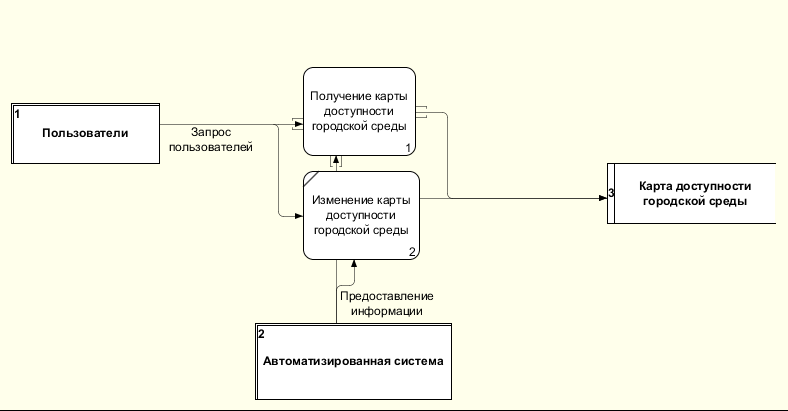 Получение карты
доступности
городской среды
1
1
Пользователи
Запрос
пользователей
Изменение карты
доступности
городской среды
2
3
Карта доступности
городской среды
Предоставление
информации
2
Автоматизированная система